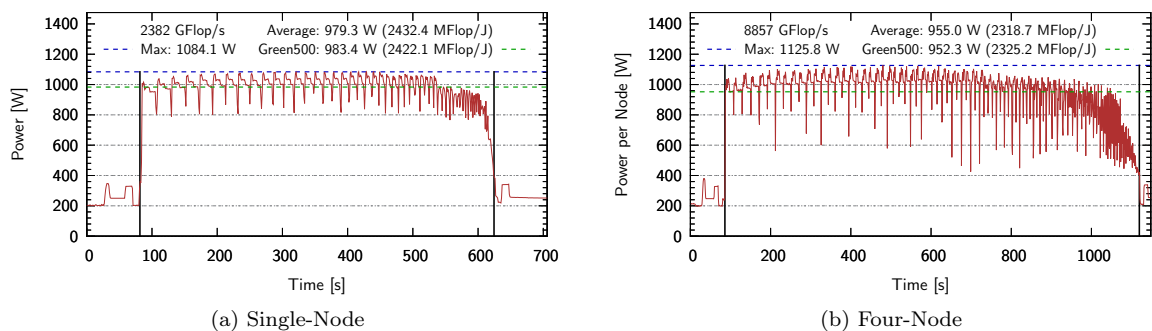 2382 GFlop/s Average: 979.3 W (2432.4 MFlop/J)
Max: 1084.1 W Green500: 983.4 W (2422.1 MFlop/J)
Power [W]
1400
1200
1000
800
600
400
200
0
0 100 200 300 400 500 600 700
Time [s]
(a) Single-Node
8857 GFlop/s Average: 955.0 W (2318.7 MFlop/J)
Max: 1125.8 W Green500: 952.3 W (2325.2 MFlop/J)
Power per Node [W]
1400
1200
1000
800
600
400
200
0
0 200 400 600 800 1000
Time [s]
(b) Four-Node